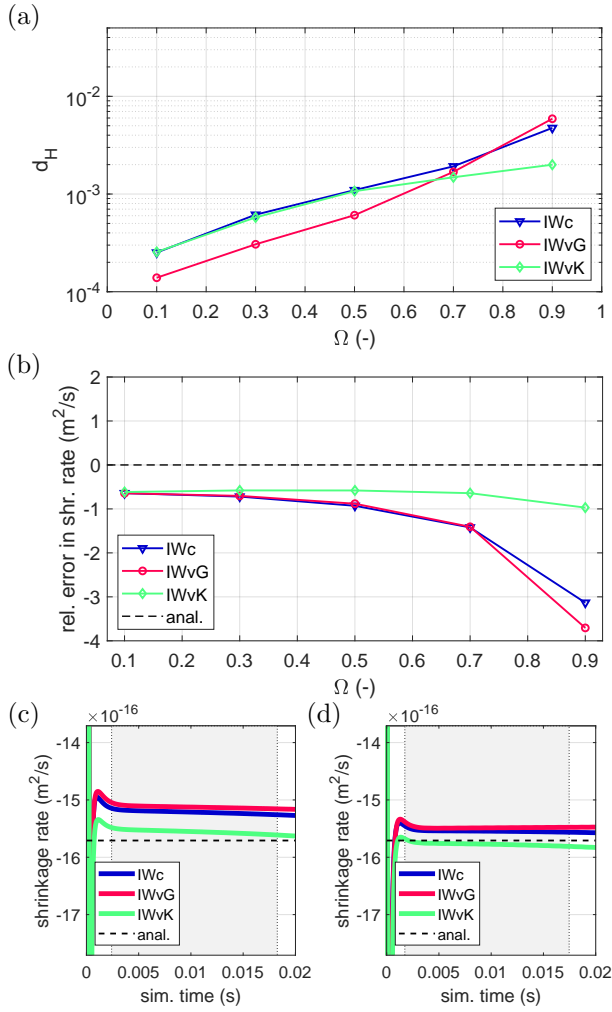 (a)
10^-2
10^-3
10^-4
d_H
IWc
IWvG
IWvK
0.1 0.2 0.3 0.4 0.5 0.6 0.7 0.8 0.9 1
Ω (-)
(b)
2
1
0
-1
-2
-3
-4
rel. error in shr. rate (m^2/s)
IWc
IWvG
IWvK
anal.
0.1 0.2 0.3 0.4 0.5 0.6 0.7 0.8 0.9
Ω (-)
(c)
×10^-16
-14
-15
-16
-17
shrinkage rate (m^2/s)
IWc
IWvG
IWvK
anal.
0 0.005 0.01 0.015 0.02
sim. time (s)
(d)
×10^-16
-14
-15
-16
-17
shrinkage rate (m^2/s)
IWc
IWvG
IWvK
anal.
0 0.005 0.01 0.015 0.02
sim. time (s)